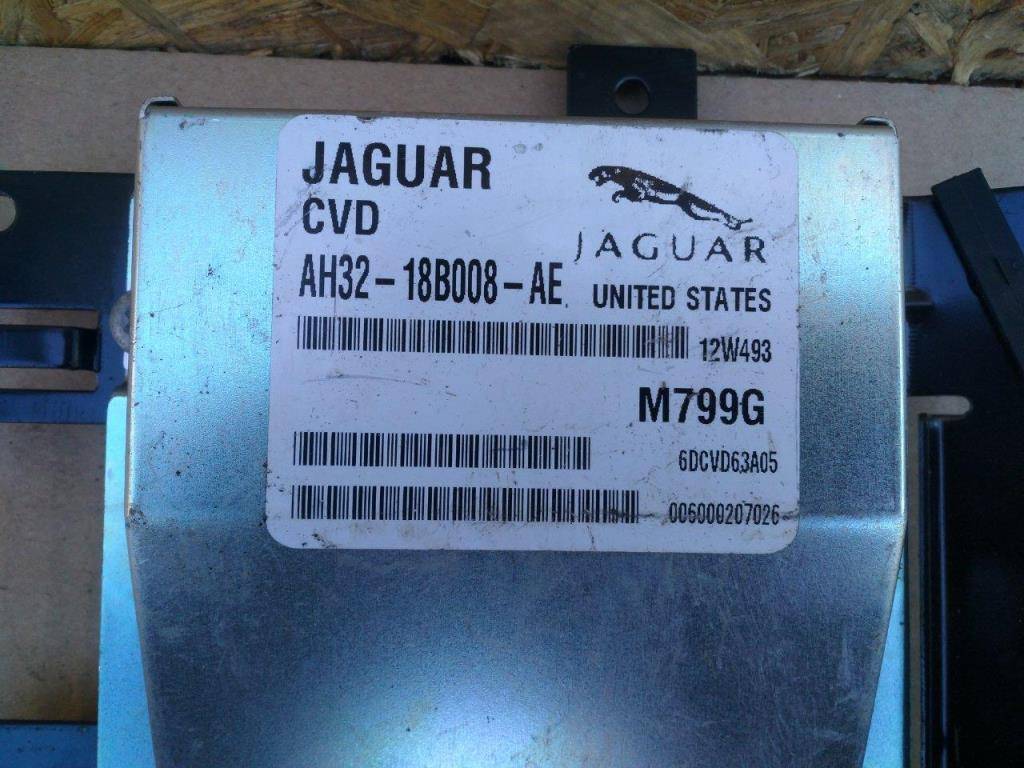 JAGUAR
CVD
JAGUAR
AH32-18B008-AE
UNITED STATES
12W493
M799G
6DCVD63A05
006000207026